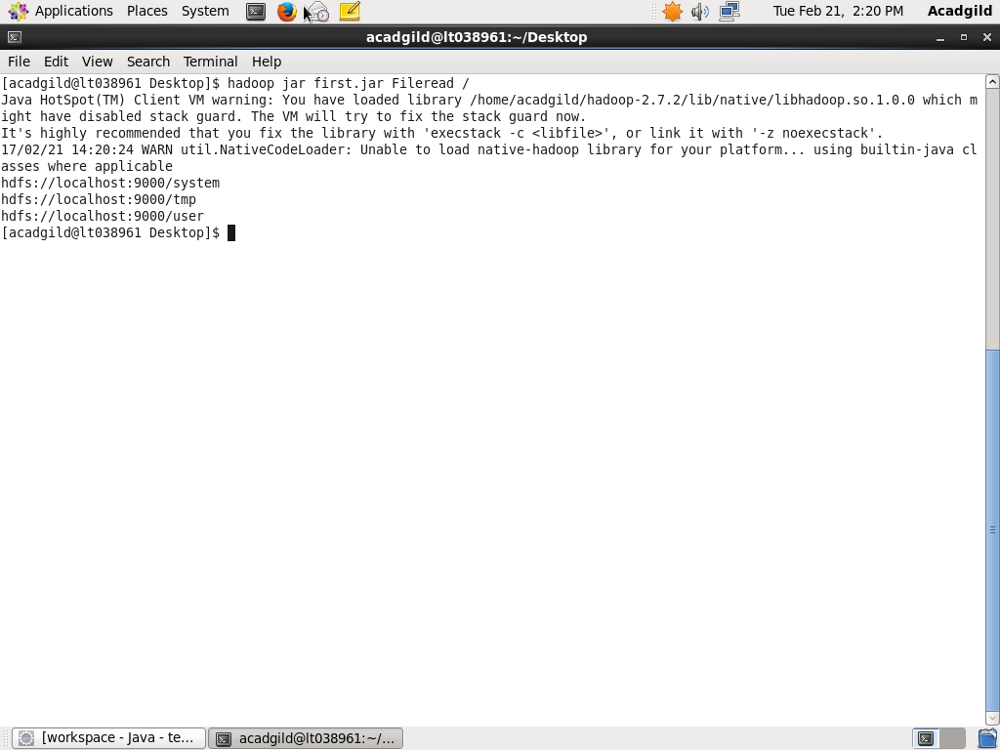 Applications Places System Tue Feb 21, 2:20 PM Acadgild
acadgild@lt038961:~/Desktop
File Edit View Search Terminal Help
[acadgild@lt038961 Desktop]$ hadoop jar first.jar Fileread /
Java HotSpot(TM) Client VM warning: You have loaded library /home/acadgild/hadoop-2.7.2/lib/native/libhadoop.so.1.0.0 which m
ight have disabled stack guard. The VM will try to fix the stack guard now.
It's highly recommended that you fix the library with 'execstack -c <libfile>', or link it with '-z noexecstack'.
17/02/21 14:20:24 WARN util.NativeCodeLoader: Unable to load native-hadoop library for your platform... using builtin-java cl
asses where applicable
hdfs://localhost:9000/system
hdfs://localhost:9000/tmp
hdfs://localhost:9000/user
[acadgild@lt038961 Desktop]$
[workspace - Java - te... acadgild@lt038961:~/...